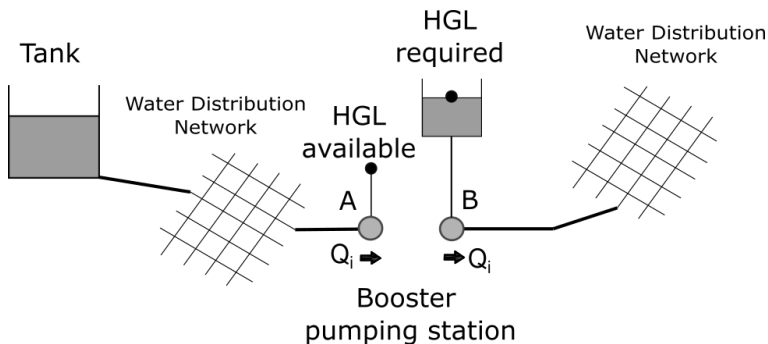 Tank
Water Distribution
Network
HGL
available
HGL
required
Water Distribution
Network
A
B
Qi
Qi
Booster
pumping station